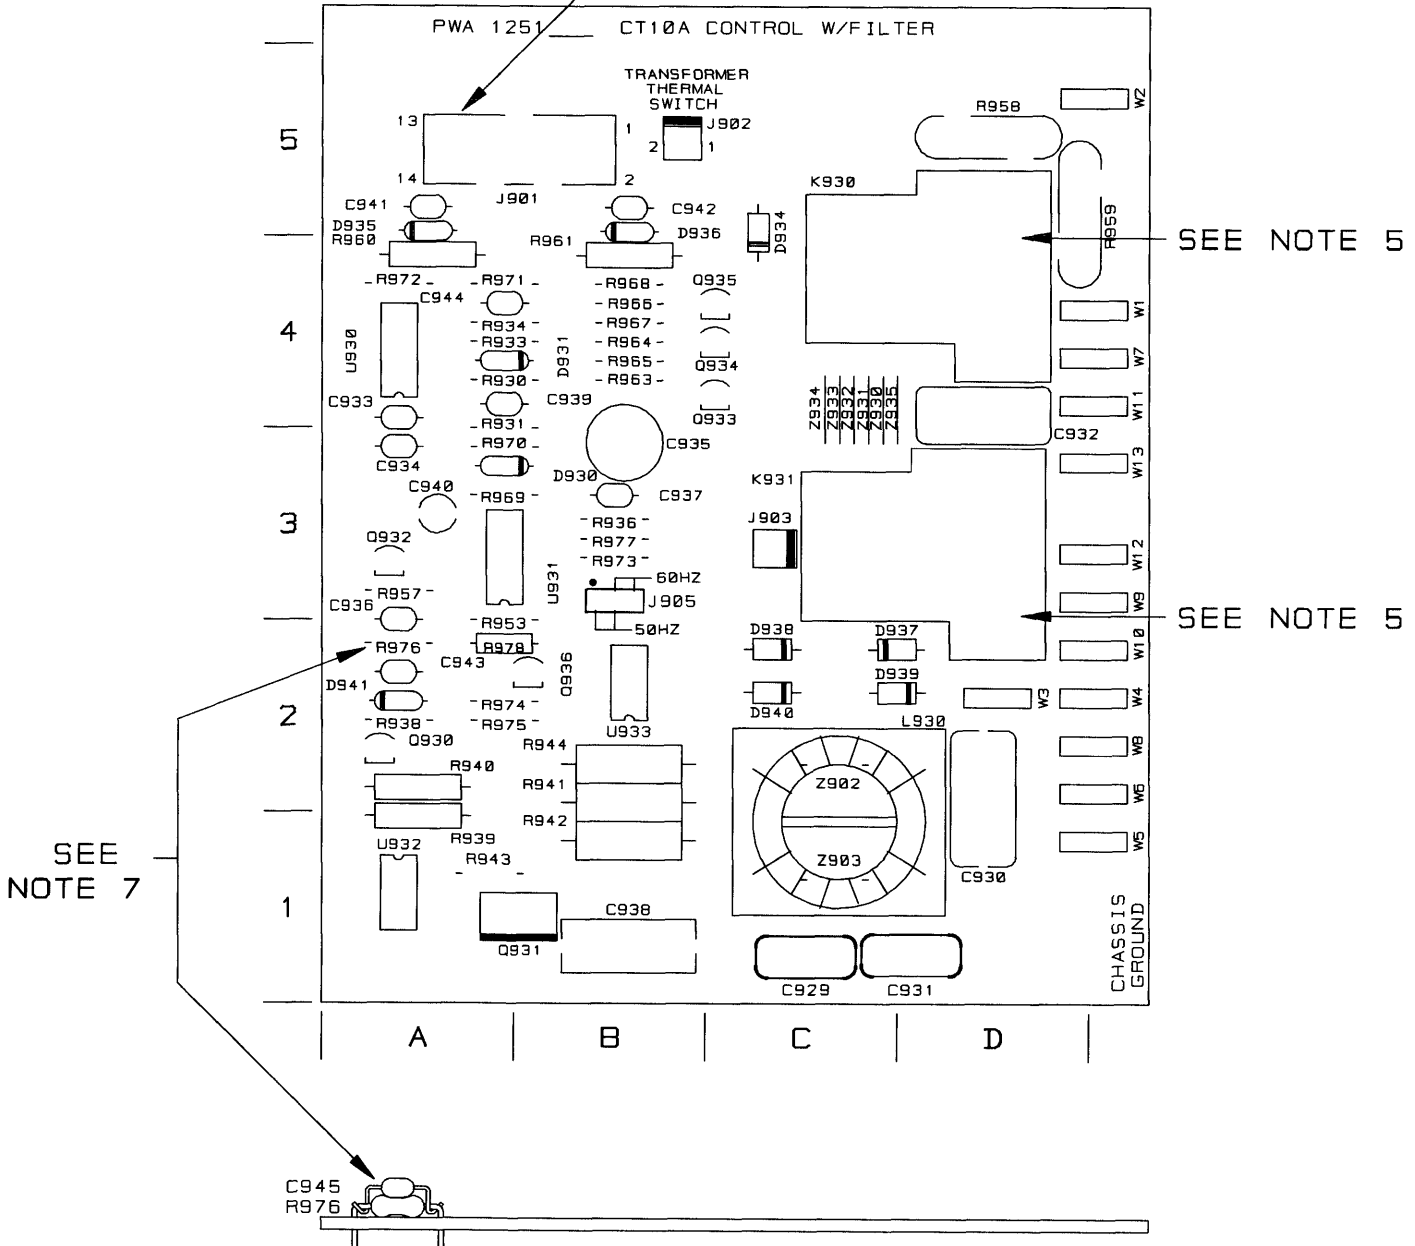 PWA 1251___ CT10A CONTROL W/FILTER
TRANSFORMER
THERMAL
SWITCH
J902
2 1
13 1
14 2
J901
R958
W2
5
K930
C941
D935
R960
C942
D936
R961
D934
R959
SEE NOTE 5
R972
C944
R971
R968
Q935
R966
W1
4
U930
R934
R967
R933
D931
R964
R965
Q934
W7
R930
R963
C933
C939
Q933
Z934
Z933
Z932
Z931
Z930
Z935
W11
R931
C932
R970
C935
C934
W13
D930
K931
C940
R969
C937
3
J903
R936
Q932
R977
R973
W12
U931
60HZ
R957
J905
W9
C936
SEE NOTE 5
R953
50HZ
D938
D937
R976
R978
W10
C943
Q936
D941
D939
W3
W4
2
R974
D940
R938
R975
L930
Q930
U933
R944
W8
R940
R941
Z902
W6
R942
R939
U932
W5
SEE
NOTE 7
R943
Z903
C930
1
C938
CHASSIS
GROUND
Q931
C929
C931
A B C D
C945
R976